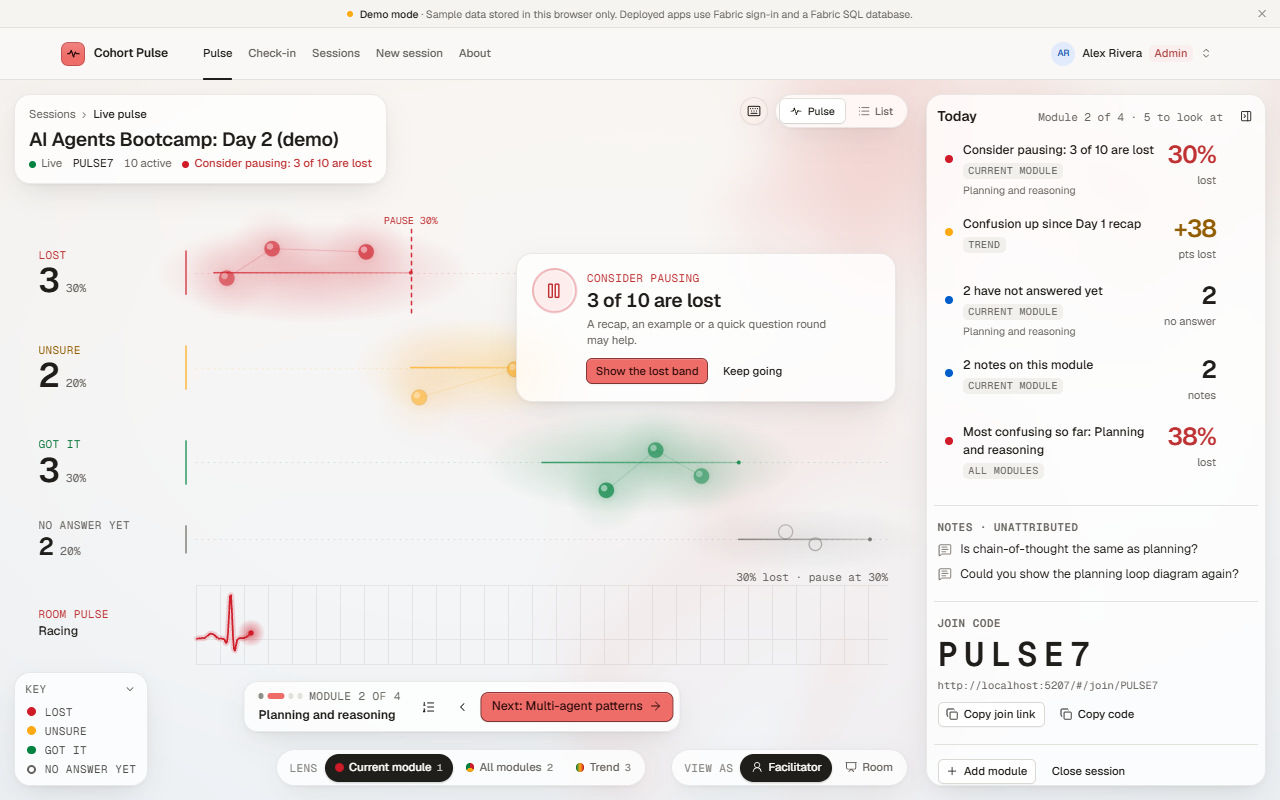 Demo mode · Sample data stored in this browser only. Deployed apps use Fabric sign-in and a Fabric SQL database.
Cohort Pulse
Pulse Check-in Sessions New session About
AR Alex Rivera Admin
Sessions › Live pulse
AI Agents Bootcamp: Day 2 (demo)
Live PULSE7 10 active Consider pausing: 3 of 10 are lost
Pulse List
PAUSE 30%
LOST
3 30%
UNSURE
2 20%
GOT IT
3 30%
NO ANSWER YET
2 20%
CONSIDER PAUSING
3 of 10 are lost
A recap, an example or a quick question round
may help.
Show the lost band Keep going
30% lost · pause at 30%
ROOM PULSE
Racing
KEY
LOST
UNSURE
GOT IT
NO ANSWER YET
MODULE 2 OF 4
Planning and reasoning
Next: Multi-agent patterns
LENS Current module 1 All modules 2 Trend 3
VIEW AS Facilitator Room
Today Module 2 of 4 · 5 to look at
Consider pausing: 3 of 10 are lost 30%
CURRENT MODULE lost
Planning and reasoning
Confusion up since Day 1 recap +38
TREND pts lost
2 have not answered yet 2
CURRENT MODULE no answer
Planning and reasoning
2 notes on this module 2
CURRENT MODULE notes
Most confusing so far: Planning 38%
and reasoning lost
ALL MODULES
NOTES · UNATTRIBUTED
Is chain-of-thought the same as planning?
Could you show the planning loop diagram again?
JOIN CODE
PULSE7
http://localhost:5207/#/join/PULSE7
Copy join link Copy code
+ Add module Close session